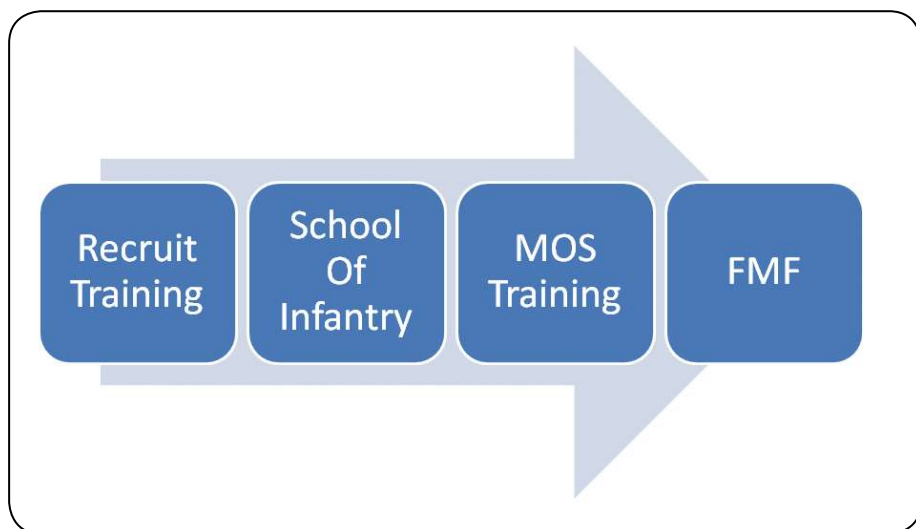 Recruit
Training
School
Of
Infantry
MOS
Training
FMF